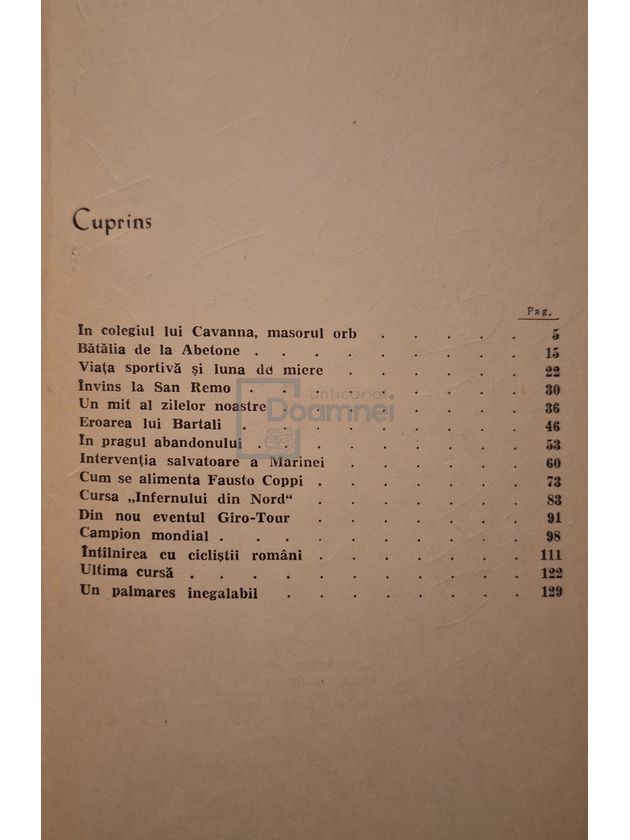 Cuprins
Pag.
În colegiul lui Cavanna, masorul orb . . . . . 5
Bătălia de la Abetone . . . . . . . . . 15
Viața sportivă și luna de miere . . . . . . 22
Învins la San Remo . . . . . . . . . 30
Un mit al zilelor noastre . . . . . . . . 36
Eroarea lui Bartali . . . . . . . . . 46
În pragul abandonului . . . . . . . . . 53
Intervenția salvatoare a Marinei . . . . . . 60
Cum se alimenta Fausto Coppi . . . . . . . 73
Cursa „Infernului din Nord“ . . . . . . . 83
Din nou eventul Giro-Tour . . . . . . . 91
Campion mondial . . . . . . . . . . 98
Întîlnirea cu cicliștii români . . . . . . . 111
Ultima cursă . . . . . . . . . . . 122
Un palmares inegalabil . . . . . . . . 129
anticariat
Doamnei